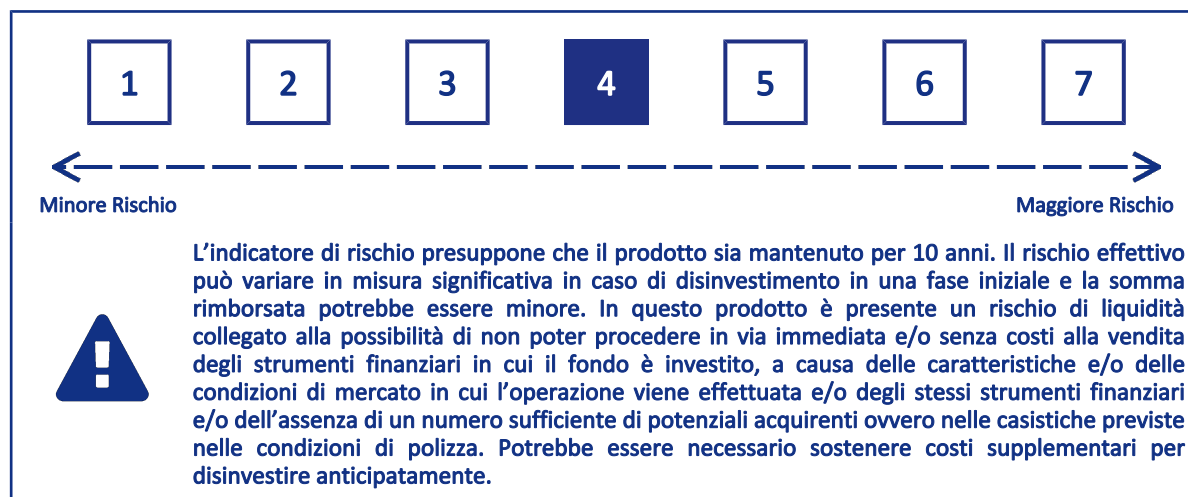 1 2 3 4 5 6 7
Minore Rischio Maggiore Rischio
L'indicatore di rischio presuppone che il prodotto sia mantenuto per 10 anni. Il rischio effettivo
può variare in misura significativa in caso di disinvestimento in una fase iniziale e la somma
rimborsata potrebbe essere minore. In questo prodotto è presente un rischio di liquidità
collegato alla possibilità di non poter procedere in via immediata e/o senza costi alla vendita
degli strumenti finanziari in cui il fondo è investito, a causa delle caratteristiche e/o delle
condizioni di mercato in cui l'operazione viene effettuata e/o degli stessi strumenti finanziari
e/o dell'assenza di un numero sufficiente di potenziali acquirenti ovvero nelle casistiche previste
nelle condizioni di polizza. Potrebbe essere necessario sostenere costi supplementari per
disinvestire anticipatamente.